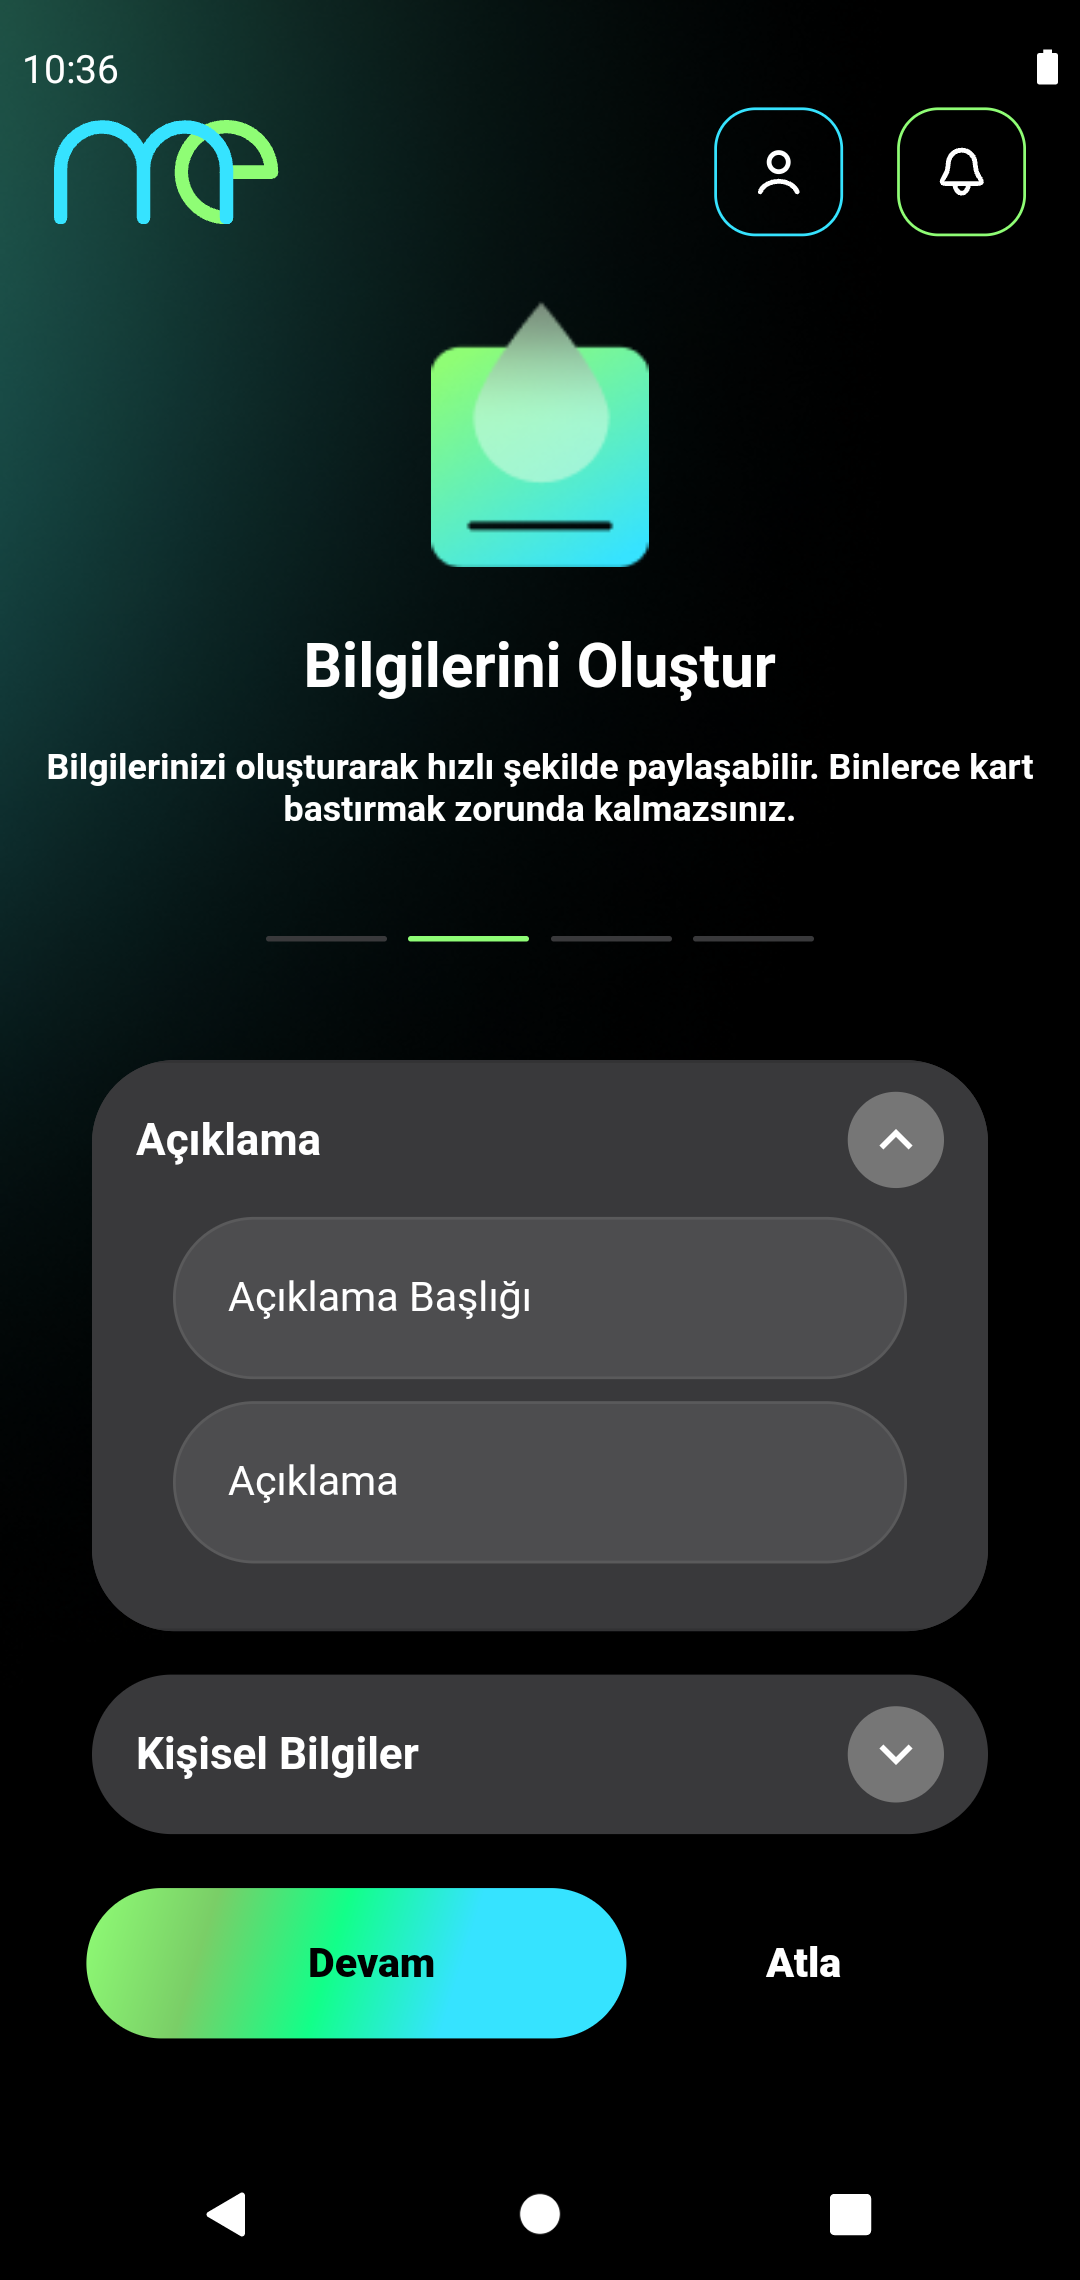 10:36
me
Bilgilerini Oluştur
Bilgilerinizi oluşturarak hızlı şekilde paylaşabilir. Binlerce kart
bastırmak zorunda kalmazsınız.
Açıklama
Açıklama Başlığı
Açıklama
Kişisel Bilgiler
Devam
Atla